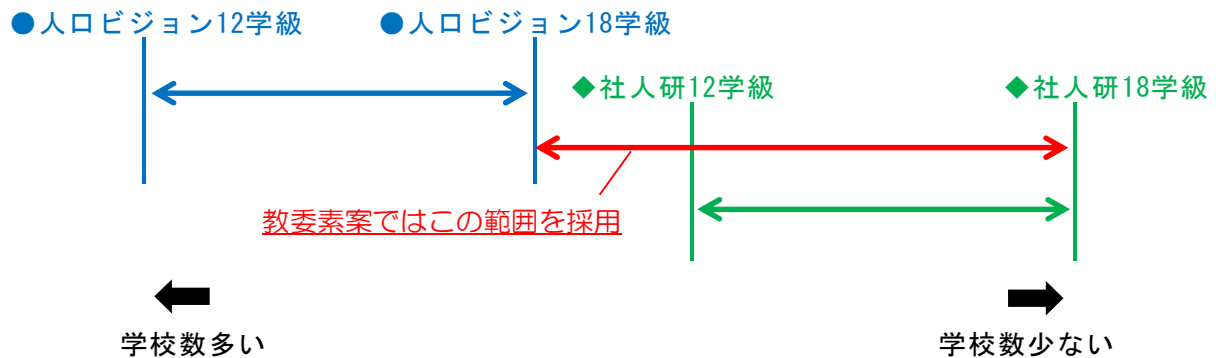 ●人口ビジョン12学級
●人口ビジョン18学級
◆社人研12学級
◆社人研18学級
教委素案ではこの範囲を採用
学校数多い
学校数少ない